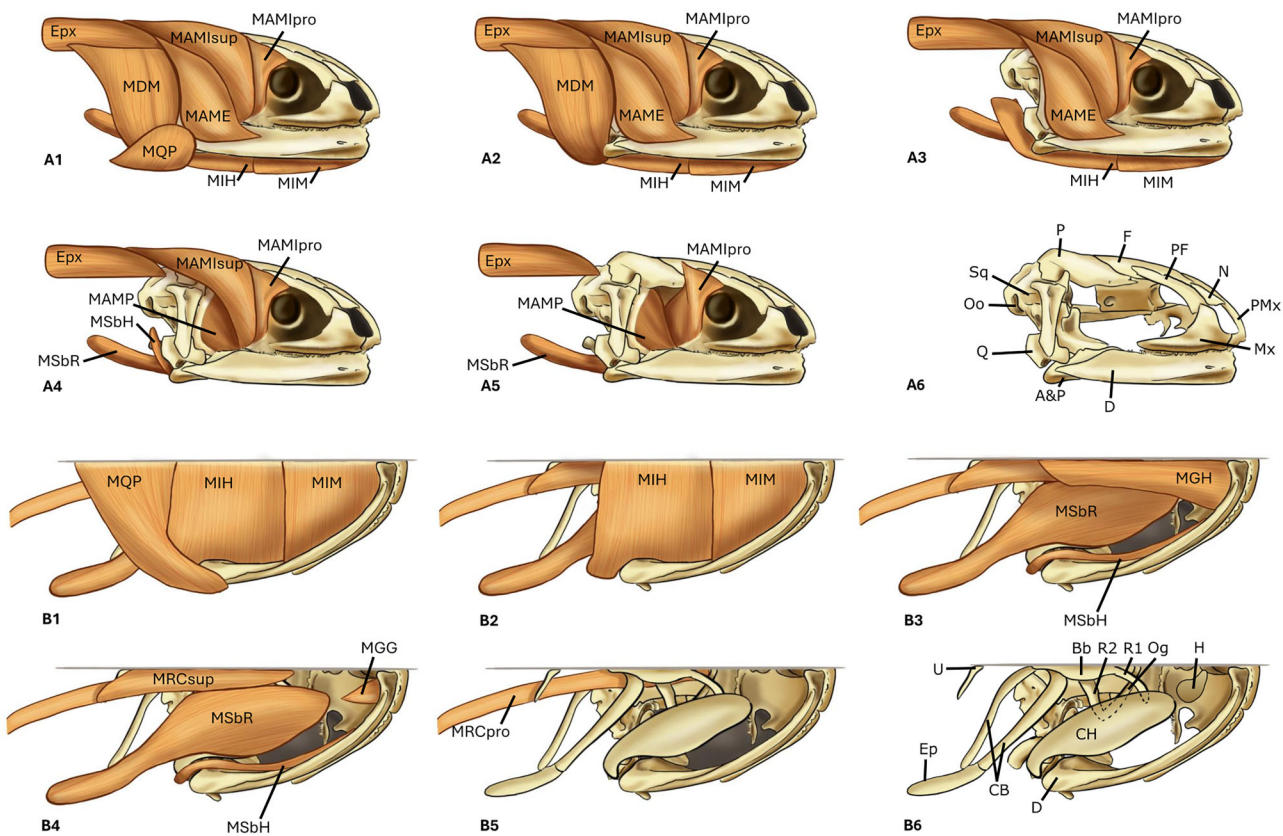 MAMIpro
Epx
MAMIsup
MDM
MAME
MQP
MIH
MIM
A1
MAMIpro
Epx
MAMIsup
MDM
MAME
MIH
MIM
A2
MAMIpro
Epx
MAMIsup
MAME
MIH
MIM
A3
MAMIpro
Epx
MAMIsup
MAMP
MSbH
MSbR
A4
MAMIpro
Epx
MAMP
MSbR
A5
P
F
PF
N
PMx
Sq
Oo
Q
Mx
A&P
D
A6
MQP
MIH
MIM
B1
MIH
MIM
B2
MGH
MSbR
MSbH
B3
MGG
MRCsup
MSbR
MSbH
B4
MRCpro
B5
U
Bb
R2
R1
Og
H
CH
Ep
CB
D
B6